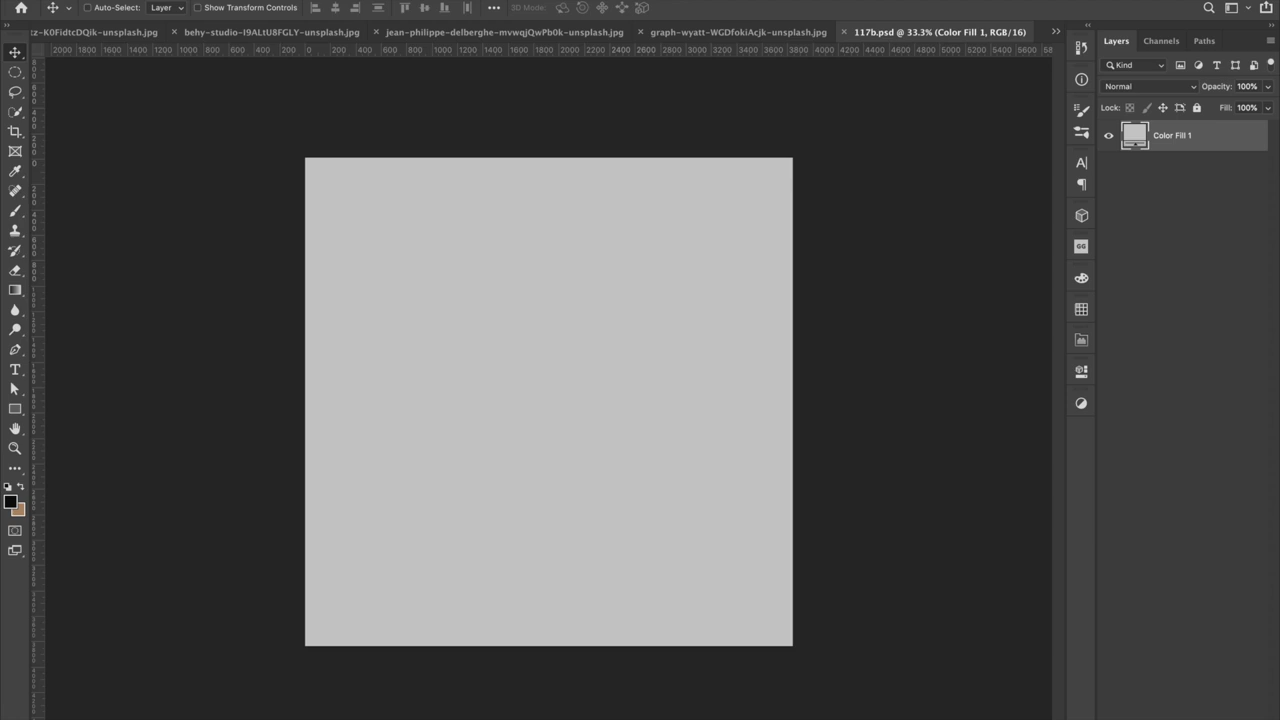 Auto-Select: Layer Show Transform Controls 3D Mode:
tz-K0FidtcDQik-unsplash.jpg behy-studio-I9ALtU8FGLY-unsplash.jpg jean-philippe-delberghe-mvwqjQwPb0k-unsplash.jpg graph-wyatt-WGDfokiAcjk-unsplash.jpg 117b.psd @ 33.3% (Color Fill 1, RGB/16)
2000 1800 1600 1400 1200 1000 800 600 400 200 0 200 400 600 800 1000 1200 1400 1600 1800 2000 2200 2400 2600 2800 3000 3200 3400 3600 3800 4000 4200 4400 4600 4800 5000 5200 5400 5600 58
Layers Channels Paths
Kind
Normal Opacity: 100%
Lock: Fill: 100%
Color Fill 1
GG